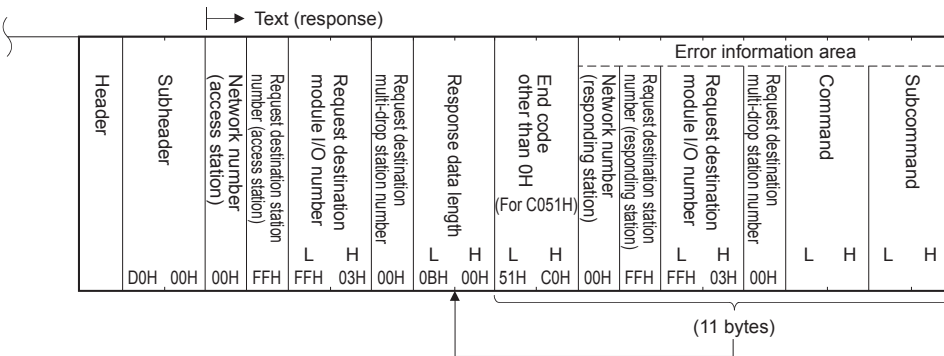 Text (response)
Error information area
Header
Subheader
Network number
(access station)
Request destination station
number (access station)
Request destination
module I/O number
Request destination
multi-drop station number
Response data length
End code
other than 0H
(For C051H)
Network number
(responding station)
Request destination station
number (responding station)
Request destination
module I/O number
Request destination
multi-drop station number
Command
Subcommand
L H L H L H L H L H L H
D0H 00H 00H FFH FFH 03H 00H 0BH 00H 51H C0H 00H FFH FFH 03H 00H
(11 bytes)